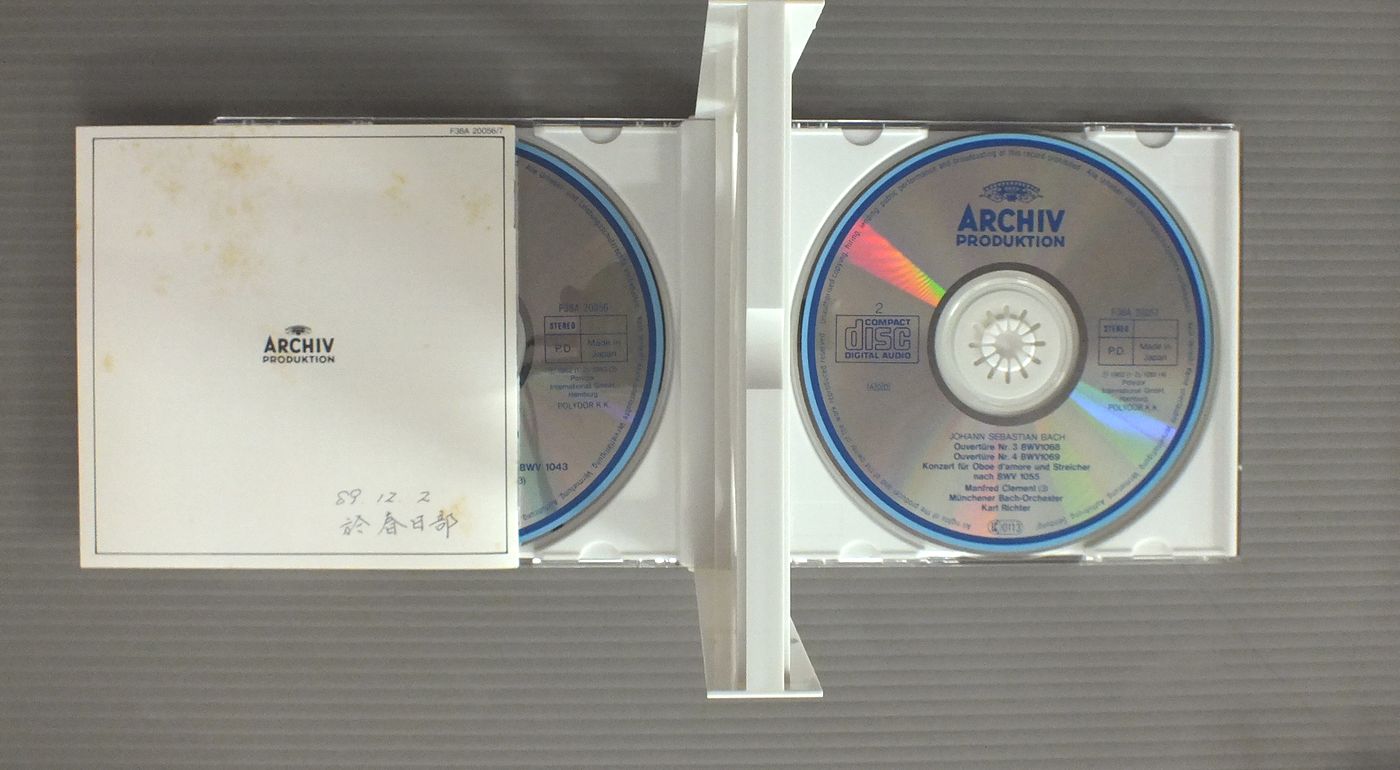 F38A 20056/7
ARCHIV
PRODUKTION
89 12 2
於 春日部
F38A 20056
STEREO
P.D.
Made in
Japan
Polydor
International GmbH,
Hamburg
POLYDOR K.K.
BWV 1043
ARCHIV
PRODUKTION
2
COMPACT
disc
DIGITAL AUDIO
F38A 20057
STEREO
P.D.
Made in
Japan
Polydor
International GmbH,
Hamburg
POLYDOR K.K.
JOHANN SEBASTIAN BACH
Ouvertüre Nr. 3 BWV1068
Ouvertüre Nr. 4 BWV1069
Konzert für Oboe d'amore und Streicher
nach BWV 1055
Manfred Clement (3)
Münchener Bach-Orchester
Karl Richter